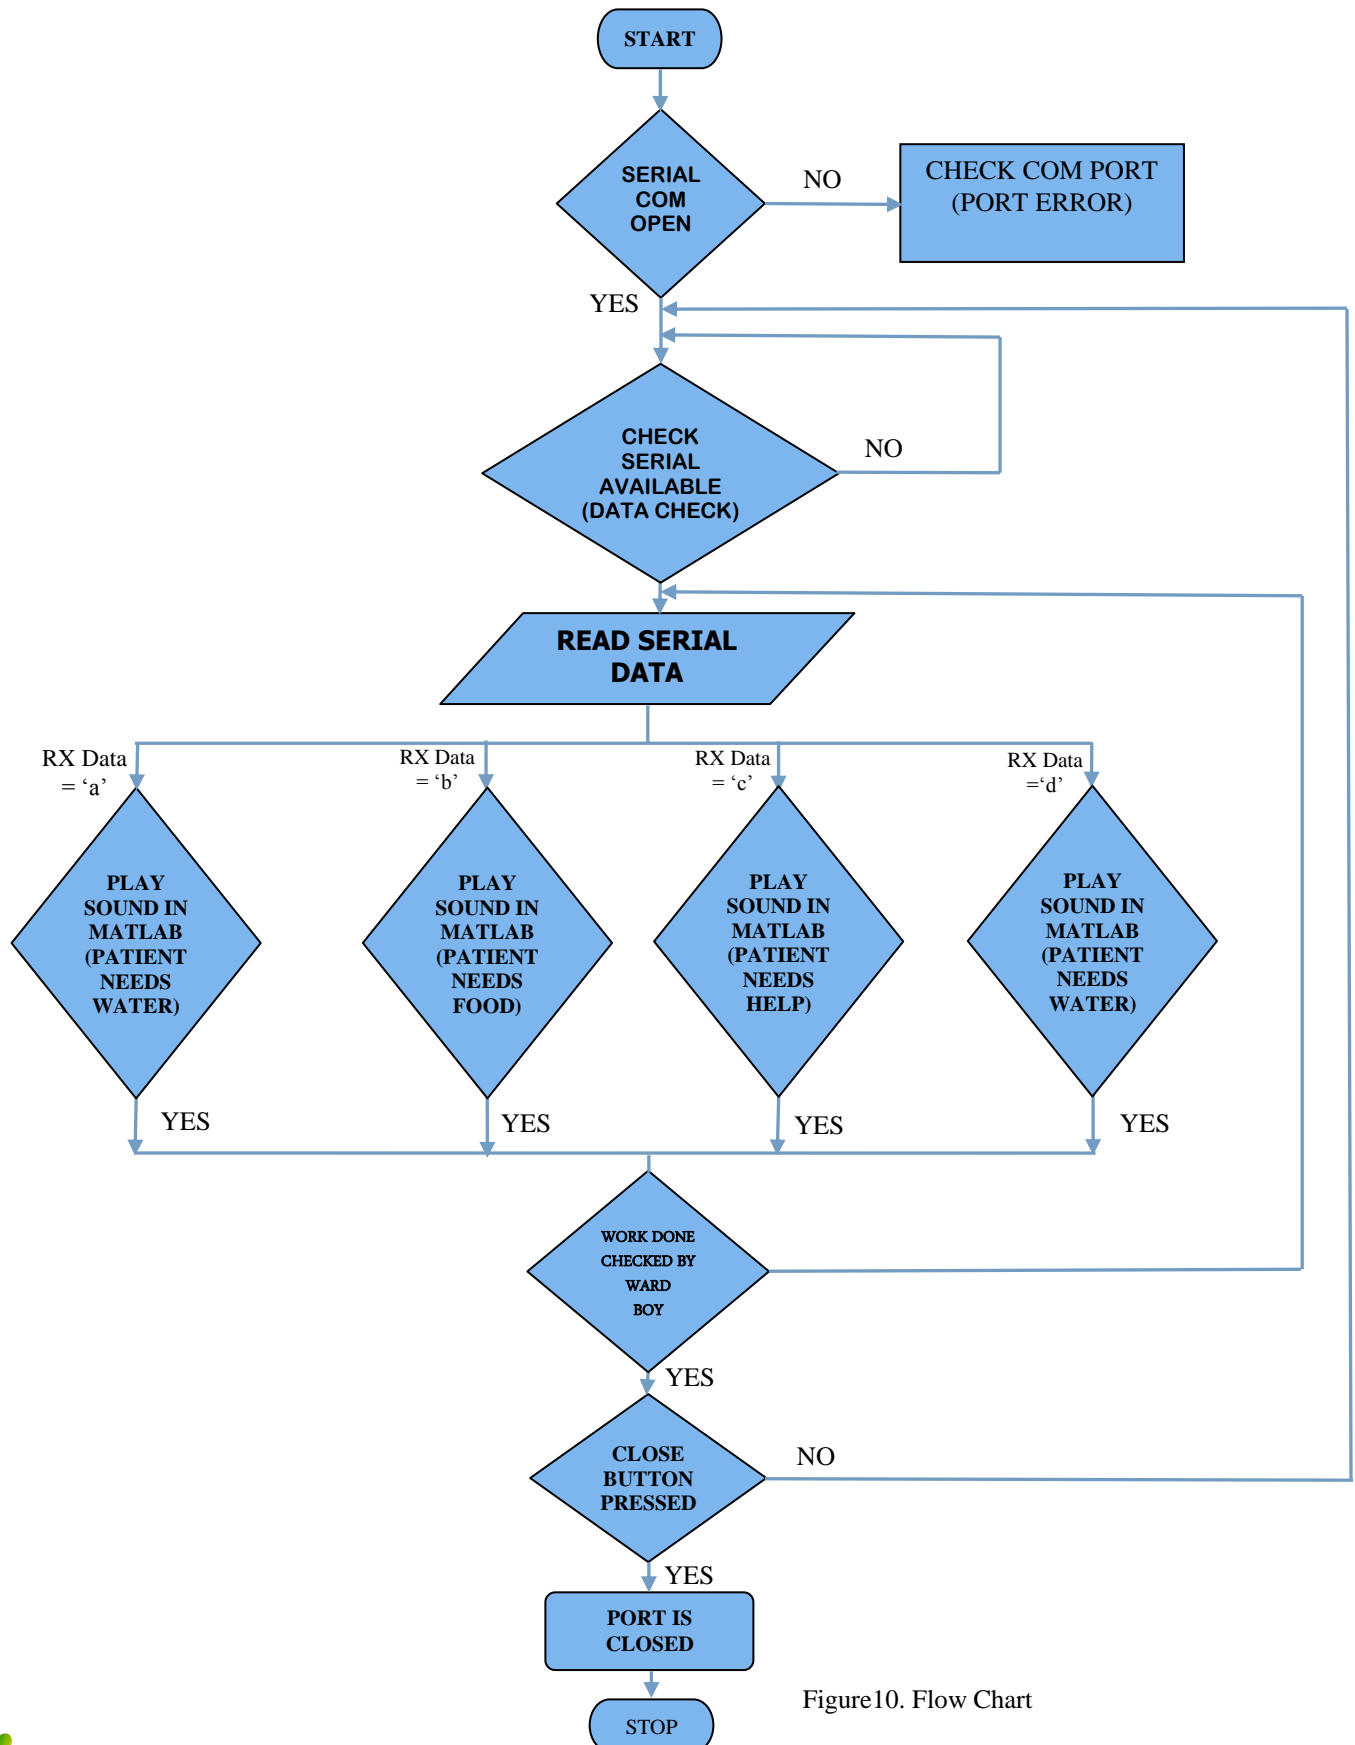 START
SERIAL
COM
OPEN
NO
CHECK COM PORT
(PORT ERROR)
YES
CHECK
SERIAL
AVAILABLE
(DATA CHECK)
NO
READ SERIAL
DATA
RX Data
= ‘a’
RX Data
= ‘b’
RX Data
= ‘c’
RX Data
=‘d’
PLAY
SOUND IN
MATLAB
(PATIENT
NEEDS
WATER)
PLAY
SOUND IN
MATLAB
(PATIENT
NEEDS
FOOD)
PLAY
SOUND IN
MATLAB
(PATIENT
NEEDS
HELP)
PLAY
SOUND IN
MATLAB
(PATIENT
NEEDS
WATER)
YES
YES
YES
YES
WORK DONE
CHECKED BY
WARD
BOY
YES
CLOSE
BUTTON
PRESSED
NO
YES
PORT IS
CLOSED
STOP
Figure10. Flow Chart